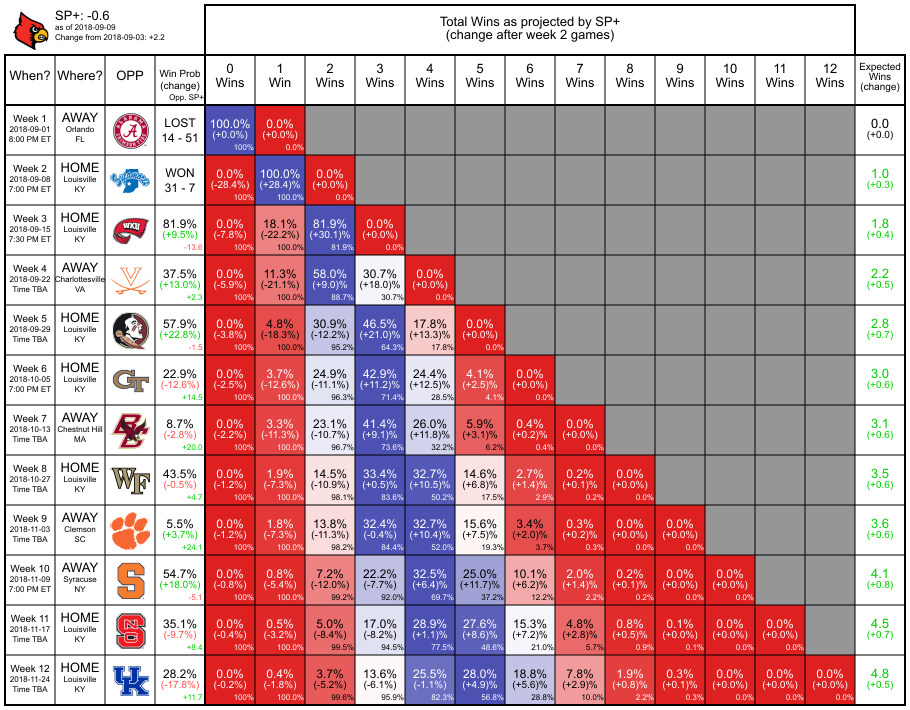 SP+: -0.6
as of 2018-09-09
Change from 2018-09-03: +2.2
Total Wins as projected by SP+
(change after week 2 games)
When? Where? OPP Win Prob (change) Opp. SP+ 0 Wins 1 Win 2 Wins 3 Wins 4 Wins 5 Wins 6 Wins 7 Wins 8 Wins 9 Wins 10 Wins 11 Wins 12 Wins Expected Wins (change)
Week 1 AWAY LOST 100.0% 0.0% 0.0
2018-09-01 Orlando 14 - 51 (+0.0%) (+0.0%) (+0.0)
8:00 PM ET FL 100% 0.0%
Week 2 HOME WON 0.0% 100.0% 0.0% 1.0
2018-09-08 Louisville 31 - 7 (-28.4%) (+28.4)% (+0.0%) (+0.3)
7:00 PM ET KY 100% 100.0% 0.0%
Week 3 HOME 81.9% 0.0% 18.1% 81.9% 0.0% 1.8
2018-09-15 Louisville (+9.5%) (-7.8%) (-22.2%) (+30.1)% (+0.0%) (+0.4)
7:30 PM ET KY WKU -13.6 100% 100.0% 81.9% 0.0%
Week 4 AWAY 37.5% 0.0% 11.3% 58.0% 30.7% 0.0% 2.2
2018-09-22 Charlottesville (+13.0%) (-5.9%) (-21.1%) (+9.0)% (+18.0%) (+0.0%) (+0.5)
Time TBA VA +2.3 100% 100.0% 88.7% 30.7% 0.0%
Week 5 HOME 57.9% 0.0% 4.8% 30.9% 46.5% 17.8% 0.0% 2.8
2018-09-29 Louisville (+22.8%) (-3.8%) (-18.3%) (-12.2%) (+21.0)% (+13.3%) (+0.0%) (+0.7)
Time TBA KY -1.5 100% 100.0% 95.2% 64.3% 17.8% 0.0%
Week 6 HOME GT 22.9% 0.0% 3.7% 24.9% 42.9% 24.4% 4.1% 0.0% 3.0
2018-10-05 Louisville (-12.6%) (-2.5%) (-12.6%) (-11.1%) (+11.2)% (+12.5%) (+2.5)% (+0.0%) (+0.6)
7:00 PM ET KY +14.5 100% 100.0% 96.3% 71.4% 28.5% 4.1% 0.0%
Week 7 AWAY BC 8.7% 0.0% 3.3% 23.1% 41.4% 26.0% 5.9% 0.4% 0.0% 3.1
2018-10-13 Chestnut Hill (-2.8%) (-2.2%) (-11.3%) (-10.7%) (+9.1)% (+11.8)% (+3.1)% (+0.2)% (+0.0%) (+0.6)
Time TBA MA +20.0 100% 100.0% 96.7% 73.6% 32.2% 6.2% 0.4% 0.0%
Week 8 HOME WF 43.5% 0.0% 1.9% 14.5% 33.4% 32.7% 14.6% 2.7% 0.2% 0.0% 3.5
2018-10-27 Louisville (-0.5%) (-1.2%) (-7.3%) (-10.9%) (+0.5)% (+10.5)% (+6.8)% (+1.4)% (+0.1)% (+0.0%) (+0.6)
Time TBA KY +4.7 100% 100.0% 98.1% 83.6% 50.2% 17.5% 2.9% 0.2% 0.0%
Week 9 AWAY 5.5% 0.0% 1.8% 13.8% 32.4% 32.7% 15.6% 3.4% 0.3% 0.0% 0.0% 3.6
2018-11-03 Clemson (+3.7%) (-1.2%) (-7.3%) (-11.3%) (-0.4%) (+10.4)% (+7.5)% (+2.0)% (+0.2)% (+0.0%) (+0.0%) (+0.6)
Time TBA SC +24.1 100% 100.0% 98.2% 84.4% 52.0% 19.3% 3.7% 0.3% 0.0% 0.0%
Week 10 AWAY S 54.7% 0.0% 0.8% 7.2% 22.2% 32.5% 25.0% 10.1% 2.0% 0.2% 0.0% 0.0% 4.1
2018-11-09 Syracuse (+18.0%) (-0.8%) (-5.4%) (-12.0%) (-7.7%) (+6.4)% (+11.7)% (+6.2)% (+1.4)% (+0.1)% (+0.0%) (+0.0%) (+0.8)
7:00 PM ET NY -5.1 100% 100.0% 99.2% 92.0% 69.7% 37.2% 12.2% 2.2% 0.2% 0.0% 0.0%
Week 11 HOME 35.1% 0.0% 0.5% 5.0% 17.0% 28.9% 27.6% 15.3% 4.8% 0.8% 0.1% 0.0% 0.0% 4.5
2018-11-17 Louisville (-9.7%) (-0.4%) (-3.2%) (-8.4%) (-8.2%) (+1.1)% (+8.6)% (+7.2)% (+2.8)% (+0.5)% (+0.0%) (+0.0%) (+0.0%) (+0.7)
Time TBA KY +8.4 100% 100.0% 99.5% 94.5% 77.5% 48.6% 21.0% 5.7% 0.9% 0.1% 0.0% 0.0%
Week 12 HOME UK 28.2% 0.0% 0.4% 3.7% 13.6% 25.5% 28.0% 18.8% 7.8% 1.9% 0.3% 0.0% 0.0% 0.0% 4.8
2018-11-24 Louisville (-17.8%) (-0.2%) (-1.8%) (-5.2%) (-6.1%) (-1.1%) (+4.9)% (+5.6)% (+2.9)% (+0.8)% (+0.1)% (+0.0%) (+0.0%) (+0.0%) (+0.5)
Time TBA KY +11.7 100% 100.0% 99.6% 95.9% 82.3% 56.8% 28.8% 10.0% 2.2% 0.3% 0.0% 0.0% 0.0%